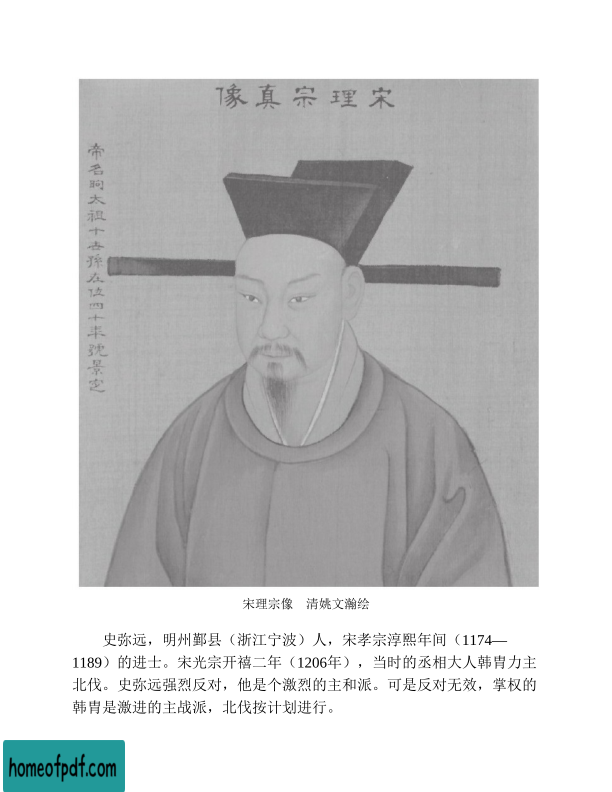 宋理宗真像
帝名昀太祖十世孫在位四十年號景定
宋理宗像　清姚文瀚绘
史弥远，明州鄞县（浙江宁波）人，宋孝宗淳熙年间（1174—
1189）的进士。宋光宗开禧二年（1206年），当时的丞相大人韩胄力主
北伐。史弥远强烈反对，他是个激烈的主和派。可是反对无效，掌权的
韩胄是激进的主战派，北伐按计划进行。
homeofpdf.com